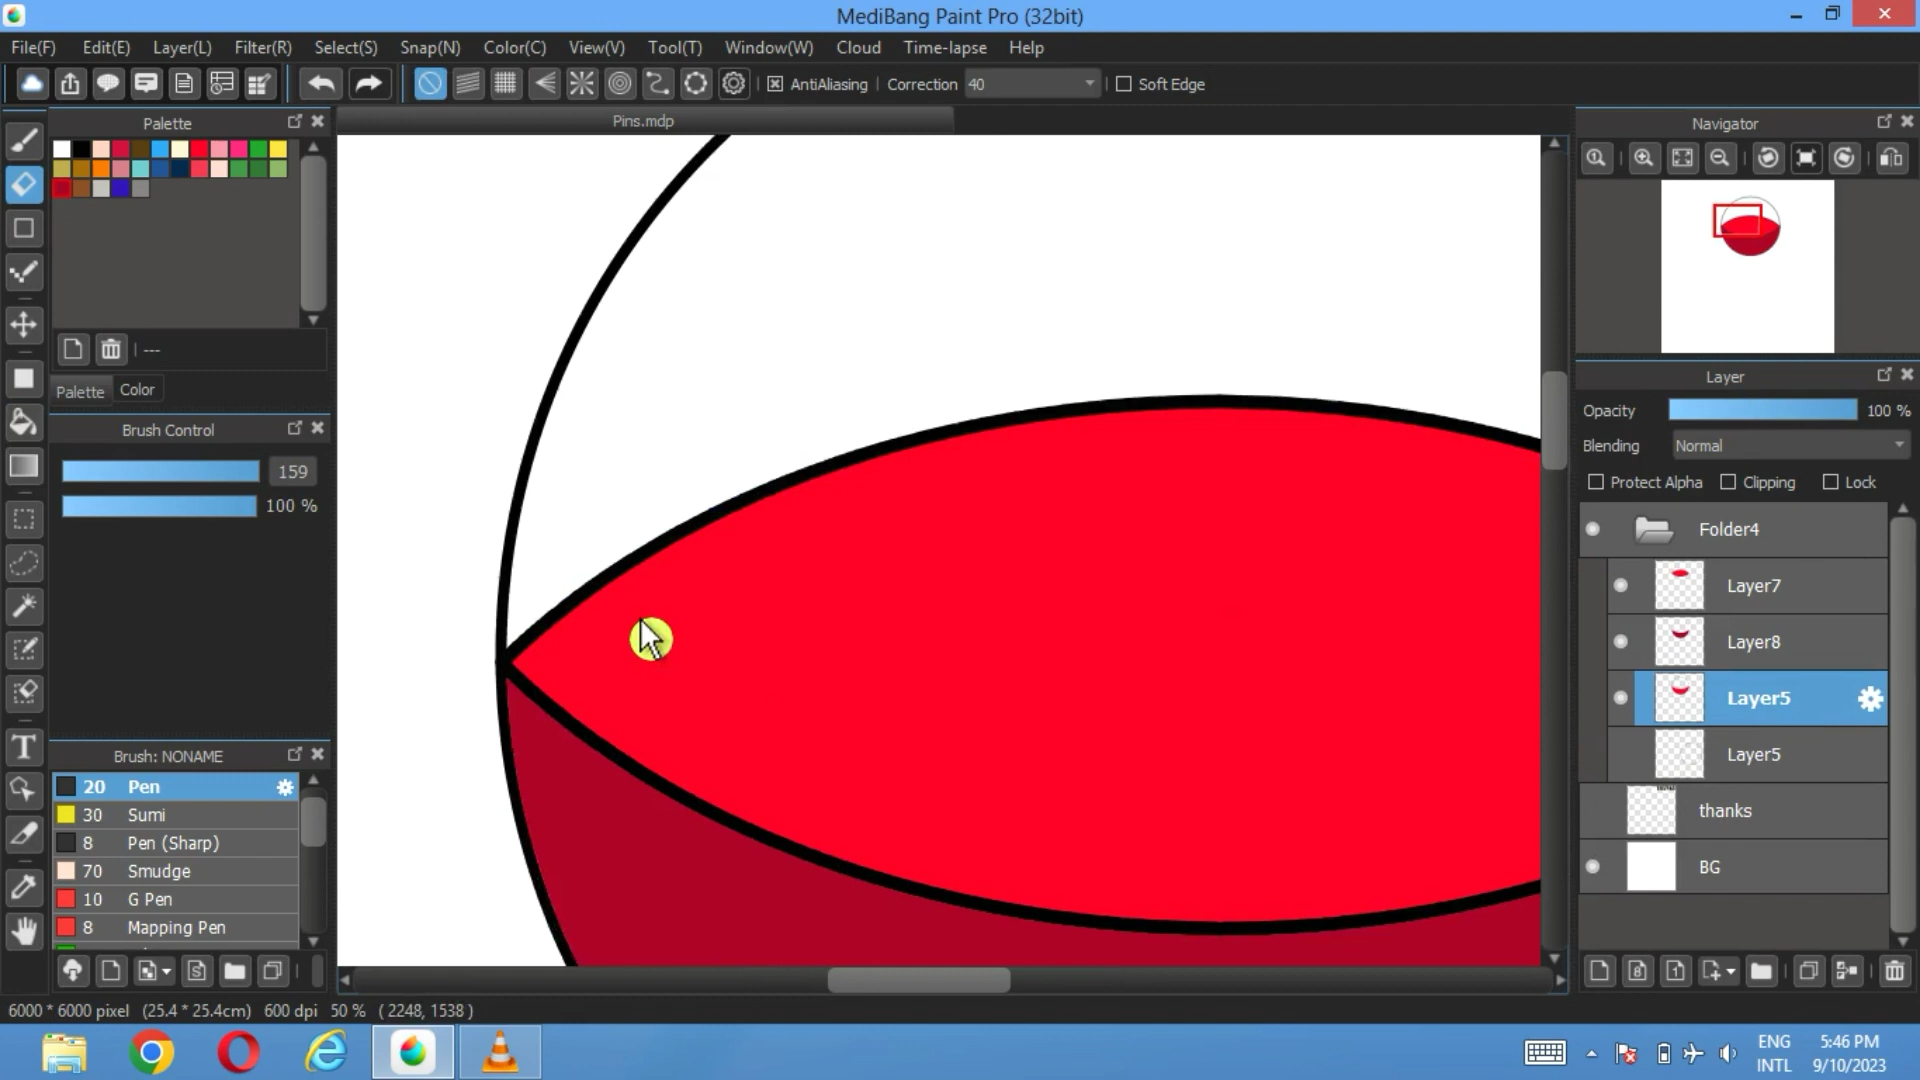 MediBang Paint Pro (32bit)
File(F) Edit(E) Layer(L) Filter(R) Select(S) Snap(N) Color(C) View(V) Tool(T) Window(W) Cloud Time-lapse Help
AntiAliasing Correction 40 Soft Edge
Palette
Pins.mdp
Navigator
---
Palette Color
Brush Control
159
100 %
Layer
Opacity 100 %
Blending Normal
Protect Alpha Clipping Lock
Folder4
Layer7
Layer8
Layer5
Layer5
thanks
BG
Brush: NONAME
20 Pen
30 Sumi
8 Pen (Sharp)
70 Smudge
10 G Pen
8 Mapping Pen
6000 * 6000 pixel (25.4 * 25.4cm) 600 dpi 50 % ( 2248, 1538 )
ENG 5:46 PM
INTL 9/10/2023